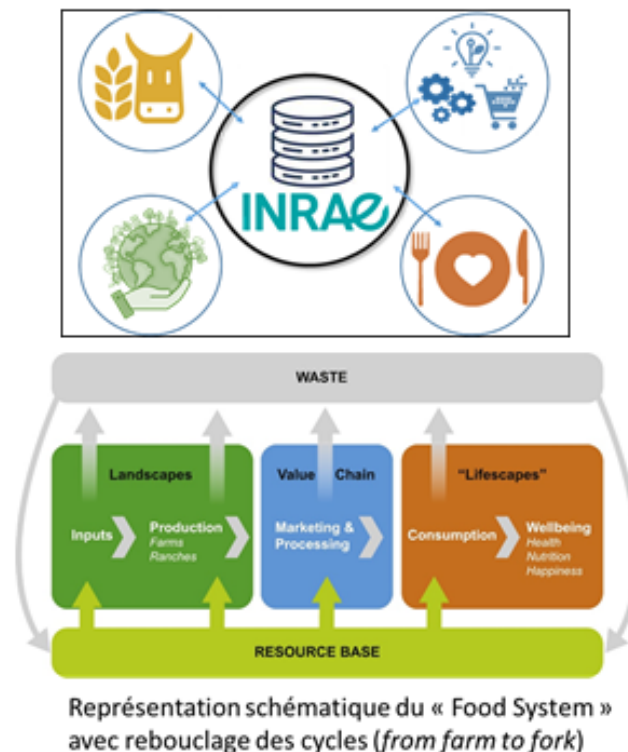 INRAE
WASTE
Landscapes
Value Chain
"Lifescapes"
Inputs
Production
Farms
Ranches
Marketing &
Processing
Consumption
Wellbeing
Health
Nutrition
Happiness
RESOURCE BASE
Représentation schématique du « Food System »
avec rebouclage des cycles (from farm to fork)